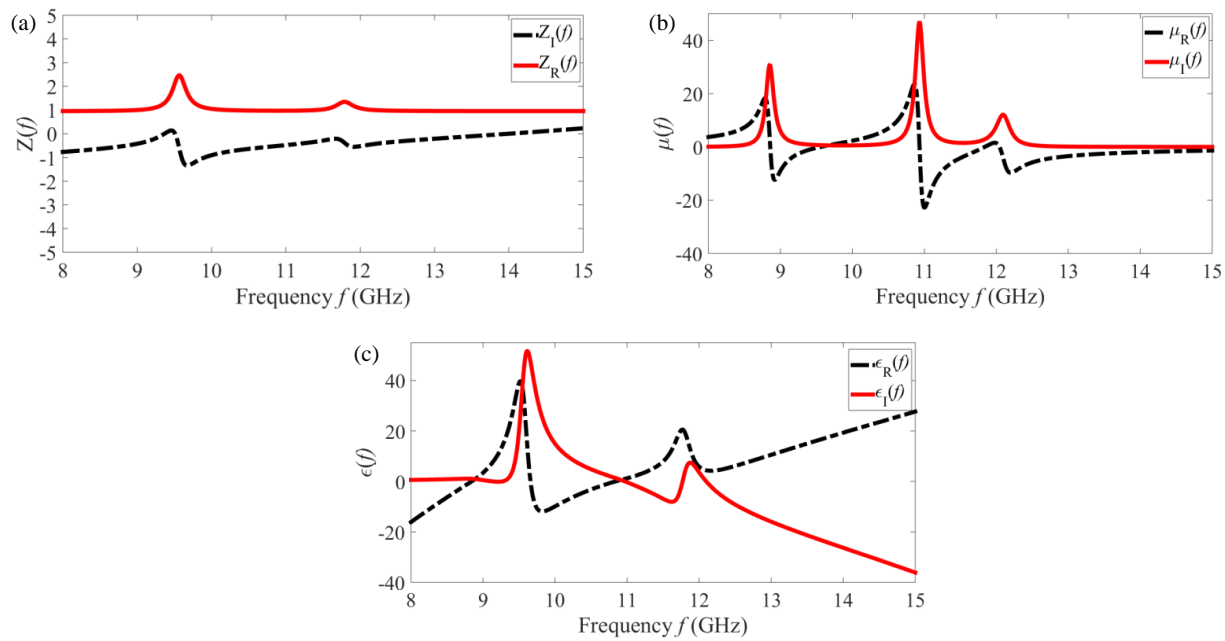 (a)
Z(f)
5
4
3
2
1
0
-1
-2
-3
-4
-5
8 9 10 11 12 13 14 15
Frequency f (GHz)
Z_I(f)
Z_R(f)
(b)
μ(f)
40
20
0
-20
-40
8 9 10 11 12 13 14 15
Frequency f (GHz)
μ_R(f)
μ_I(f)
(c)
ϵ(f)
40
20
0
-20
-40
8 9 10 11 12 13 14 15
Frequency f (GHz)
ϵ_R(f)
ϵ_I(f)